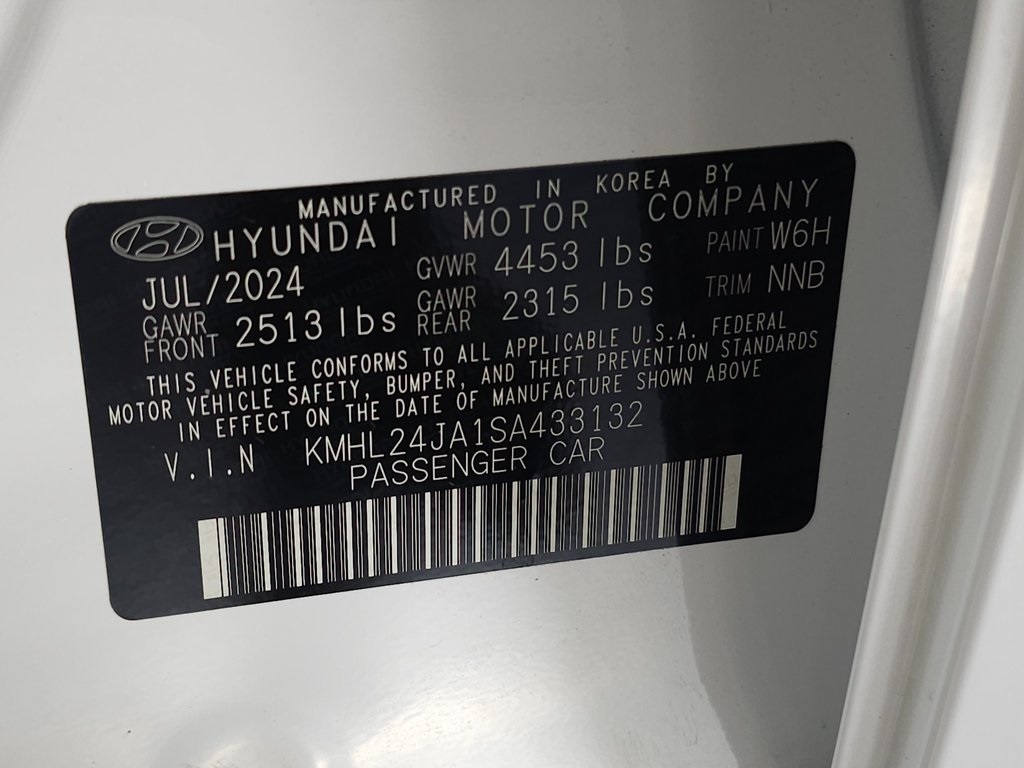 MANUFACTURED IN KOREA BY
HYUNDAI MOTOR COMPANY
JUL/2024 GVWR 4453 lbs PAINT W6H
GAWR FRONT 2513 lbs GAWR REAR 2315 lbs TRIM NNB
THIS VEHICLE CONFORMS TO ALL APPLICABLE U.S.A. FEDERAL
MOTOR VEHICLE SAFETY, BUMPER, AND THEFT PREVENTION STANDARDS
IN EFFECT ON THE DATE OF MANUFACTURE SHOWN ABOVE
V.I.N KMHL24JA1SA433132
PASSENGER CAR